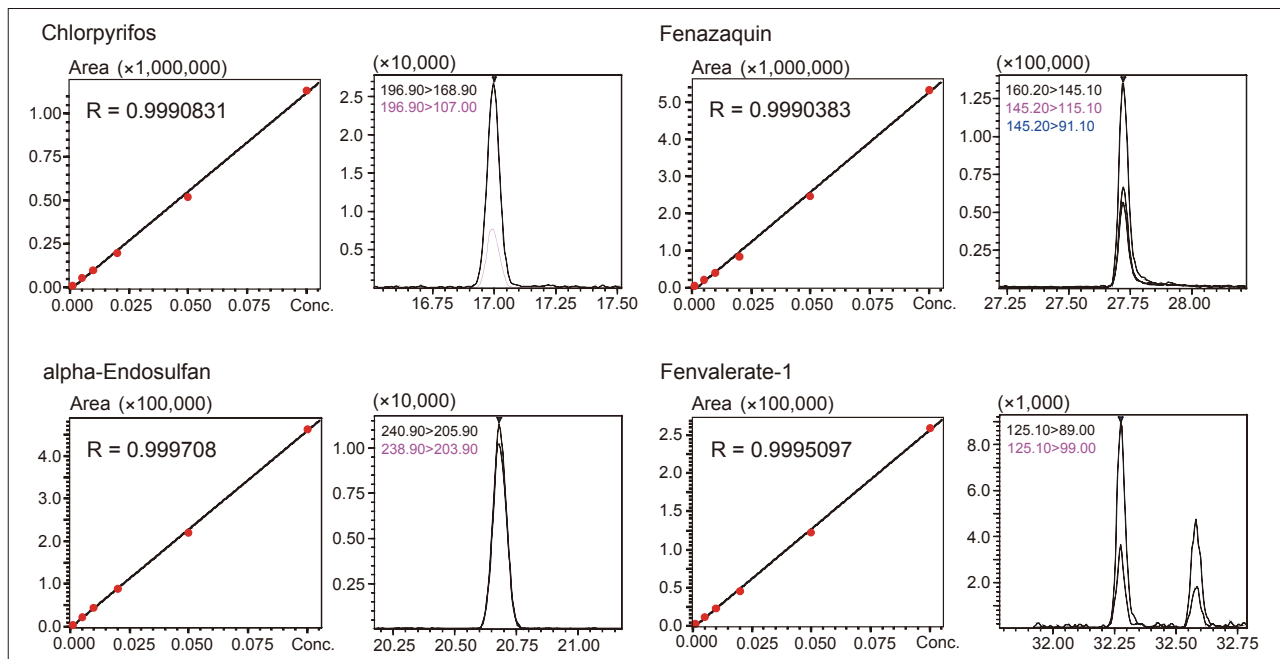 Chlorpyrifos
Area (×1,000,000)
R = 0.9990831
1.00
0.75
0.50
0.25
0.00
0.000 0.025 0.050 0.075 Conc.
(×10,000)
196.90>168.90
196.90>107.00
2.5
2.0
1.5
1.0
0.5
16.75 17.00 17.25 17.50
Fenazaquin
Area (×1,000,000)
R = 0.9990383
5.0
4.0
3.0
2.0
1.0
0.0
0.000 0.025 0.050 0.075 Conc.
(×100,000)
160.20>145.10
145.20>115.10
145.20>91.10
1.25
1.00
0.75
0.50
0.25
27.25 27.50 27.75 28.00
alpha-Endosulfan
Area (×100,000)
R = 0.999708
4.0
3.0
2.0
1.0
0.0
0.000 0.025 0.050 0.075 Conc.
(×10,000)
240.90>205.90
238.90>203.90
1.00
0.75
0.50
0.25
20.25 20.50 20.75 21.00
Fenvalerate-1
Area (×100,000)
R = 0.9995097
2.5
2.0
1.5
1.0
0.5
0.0
0.000 0.025 0.050 0.075 Conc.
(×1,000)
125.10>89.00
125.10>99.00
8.0
6.0
4.0
2.0
32.00 32.25 32.50 32.75